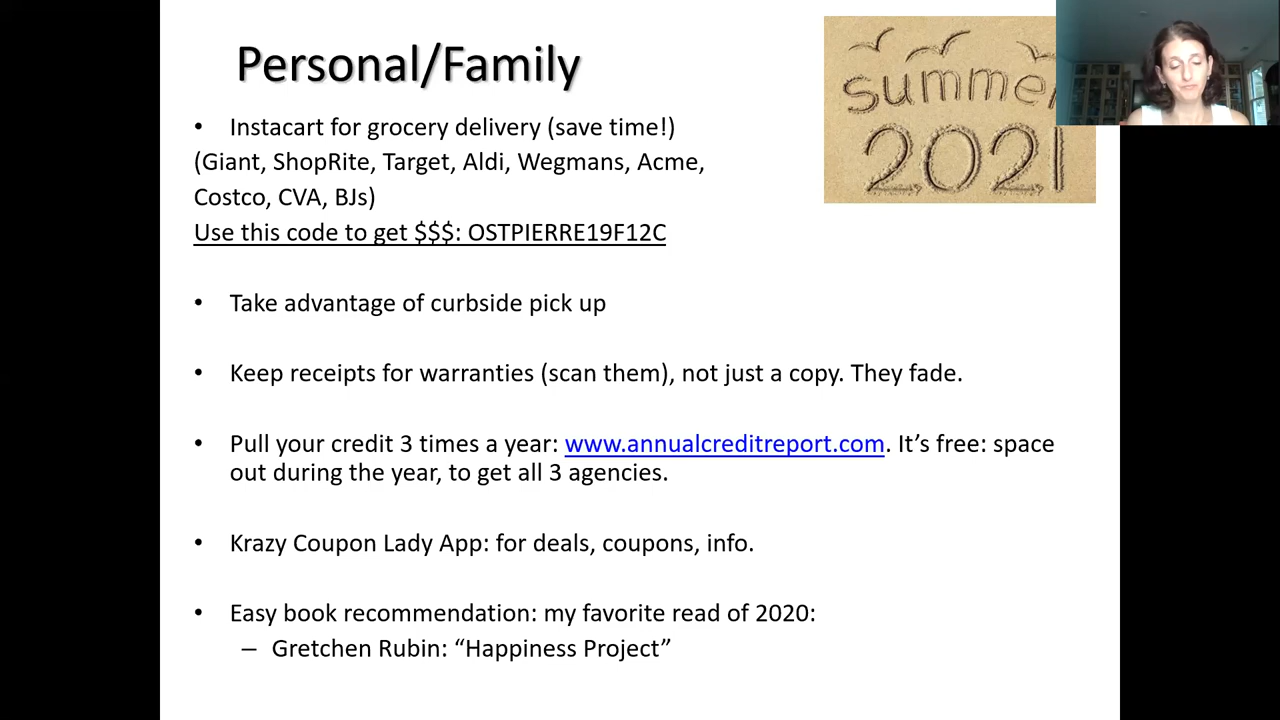 Personal/Family
summer
2021
• Instacart for grocery delivery (save time!)
(Giant, ShopRite, Target, Aldi, Wegmans, Acme,
Costco, CVA, BJs)
Use this code to get $$$: OSTPIERRE19F12C
• Take advantage of curbside pick up
• Keep receipts for warranties (scan them), not just a copy. They fade.
• Pull your credit 3 times a year: www.annualcreditreport.com. It’s free: space
out during the year, to get all 3 agencies.
• Krazy Coupon Lady App: for deals, coupons, info.
• Easy book recommendation: my favorite read of 2020:
– Gretchen Rubin: “Happiness Project”